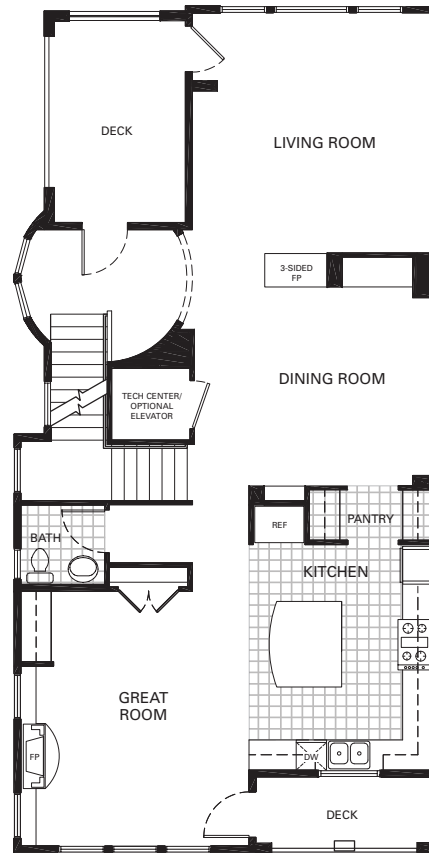 DECK
LIVING ROOM
3-SIDED
FP
DINING ROOM
TECH CENTER/
OPTIONAL
ELEVATOR
PANTRY
REF
BATH
KITCHEN
GREAT
ROOM
FP
DW
DECK